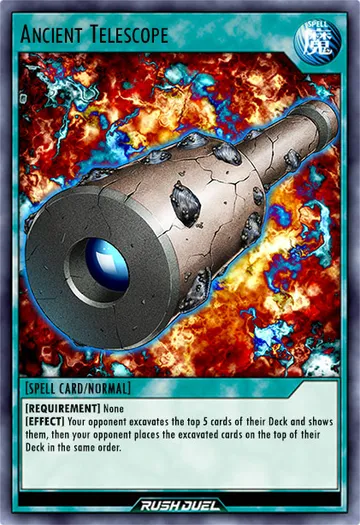 Ancient Telescope
SPELL
魔
[SPELL CARD/NORMAL]
[REQUIREMENT] None
[EFFECT] Your opponent excavates the top 5 cards of their Deck and shows
them, then your opponent places the excavated cards on the top of their
Deck in the same order.
RUSH DUEL